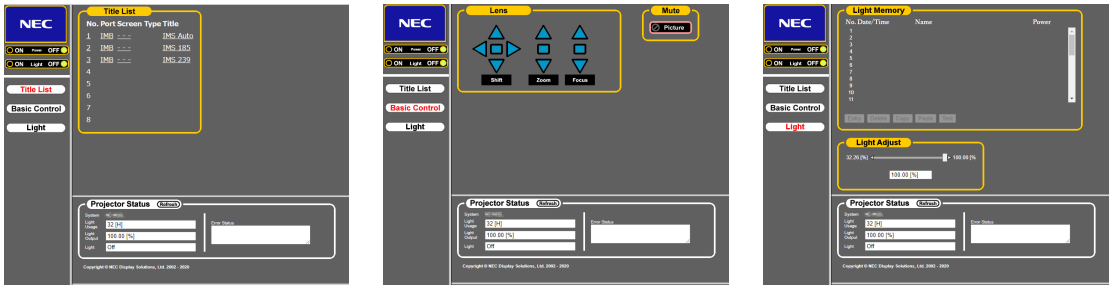 NEC
ON Power OFF
ON Light OFF
Title List
Basic Control
Light
Title List
No. Port Screen Type Title
1 IMB --- IMS Auto
2 IMB --- IMS 185
3 IMB --- IMS 239
4
5
6
7
8
Projector Status Refresh
System
Light Usage 32 [H]
Light Output 100.00 [%]
Light Off
Error Status
Copyright © NEC Display Solutions, Ltd. 2002 - 2020
NEC
ON Power OFF
ON Light OFF
Title List
Basic Control
Light
Lens
Shift Zoom Focus
Mute
Picture
Projector Status Refresh
System
Light Usage 32 [H]
Light Output 100.00 [%]
Light Off
Error Status
Copyright © NEC Display Solutions, Ltd. 2002 - 2020
NEC
ON Power OFF
ON Light OFF
Title List
Basic Control
Light
Light Memory
No. Date/Time Name Power
1
2
3
4
5
6
7
8
9
10
11
Delete Copy Paste
Light Adjust
32.26 [%] 100.00 [%
100.00 [%]
Projector Status Refresh
System
Light Usage 32 [H]
Light Output 100.00 [%]
Light Off
Error Status
Copyright © NEC Display Solutions, Ltd. 2002 - 2020